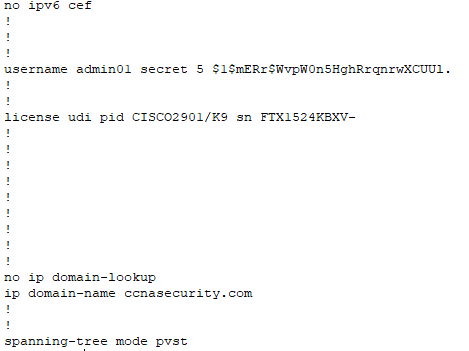 no ipv6 cef
!
!
!
username admin01 secret 5 $1$mERr$WvpW0n5HghRrqnrwXCUUl.
!
!
license udi pid CISCO2901/K9 sn FTX1524KBXV-
!
!
!
!
!
!
!
!
!
no ip domain-lookup
ip domain-name ccnasecurity.com
!
!
spanning-tree mode pvst